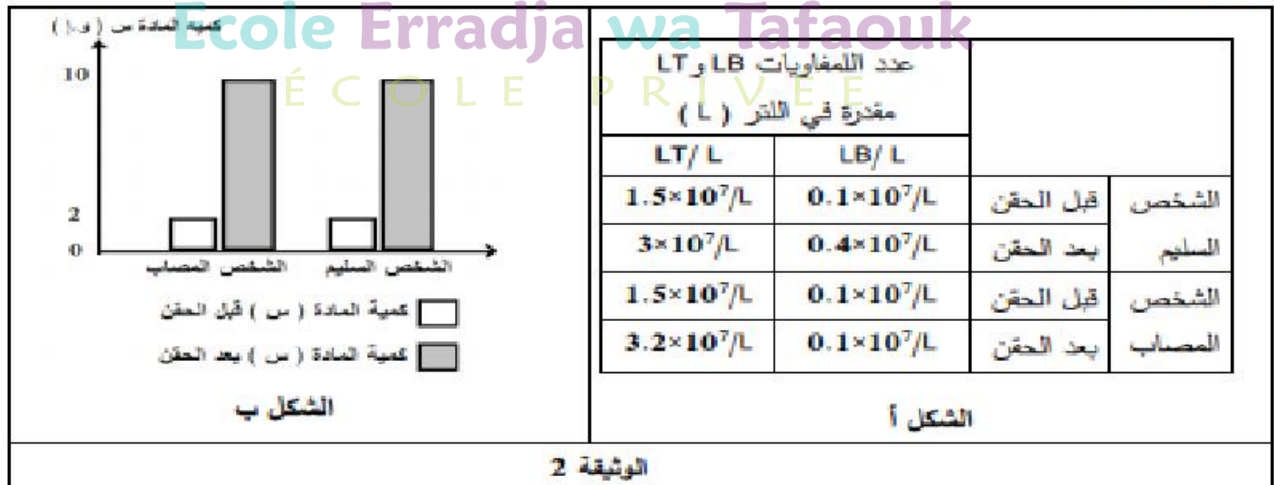 Ecole Erradja wa Tafaouk
ÉCOLE PRIVÉE
عدد اللمفاويات LB و LT
مقدرة في اللتر ( L )
LT/ L LB/ L
الشخص السليم قبل الحقن 0.1×10⁷/L 1.5×10⁷/L
بعد الحقن 0.4×10⁷/L 3×10⁷/L
الشخص المصاب قبل الحقن 0.1×10⁷/L 1.5×10⁷/L
بعد الحقن 0.1×10⁷/L 3.2×10⁷/L
الشكل أ
كمية المادة س ( و.إ )
10
2
0
الشخص المصاب الشخص السليم
كمية المادة ( س ) قبل الحقن
كمية المادة ( س ) بعد الحقن
الشكل ب
الوثيقة 2